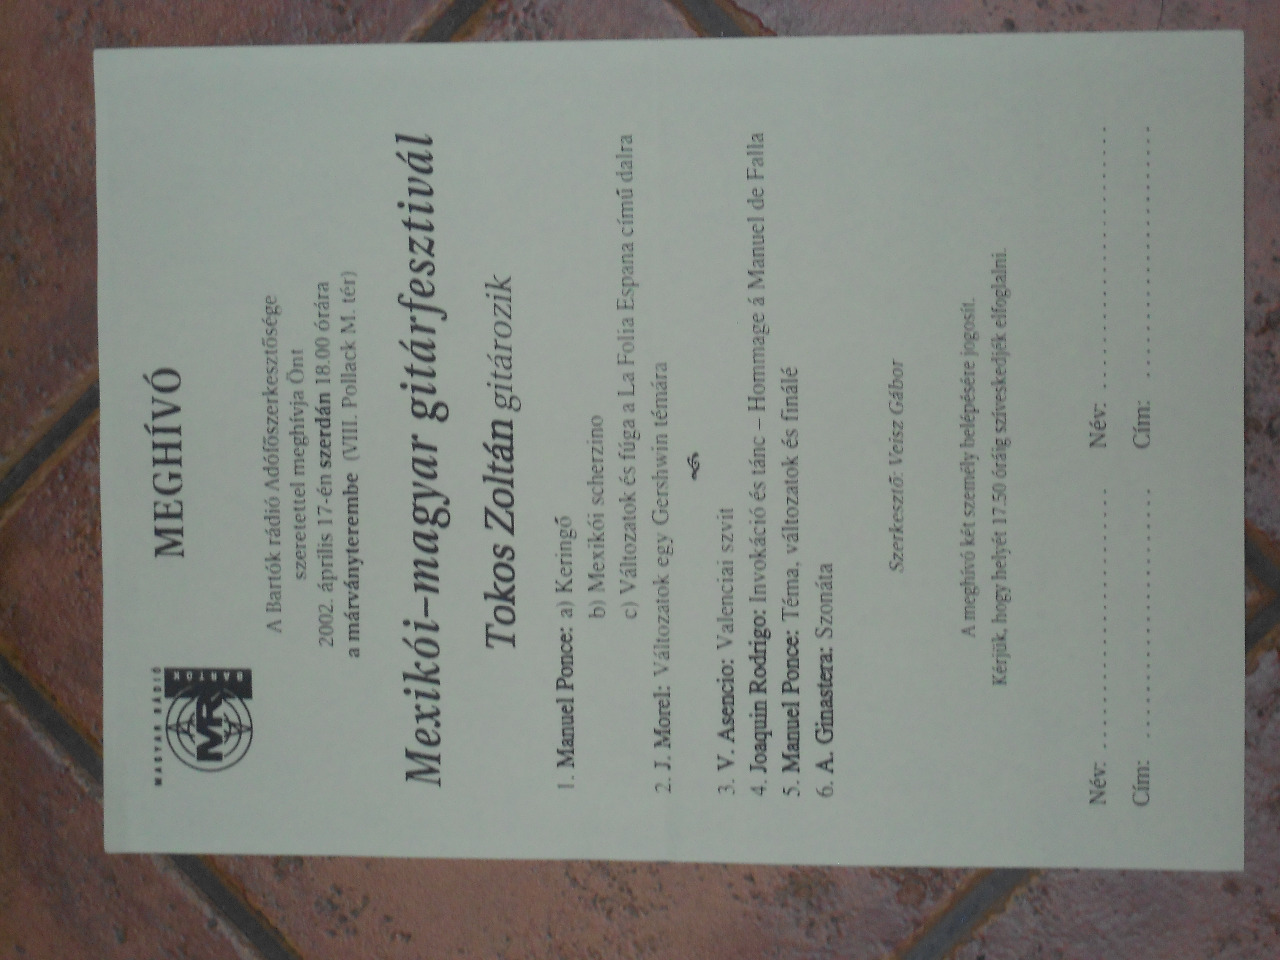 MAGYAR RÁDIÓ
MR
BARTÓK
MEGHÍVÓ
A Bartók rádió Adófőszerkesztősége
szeretettel meghívja Önt
2002. április 17-én szerdán 18.00 órára
a márványterembe (VIII. Pollack M. tér)
Mexikói–magyar gitárfesztivál
Tokos Zoltán gitározik
1. Manuel Ponce: a) Keringő
b) Mexikói scherzino
c) Változatok és fúga a La Folia Espana című dalra
2. J. Morel: Változatok egy Gershwin témára
3. V. Asencio: Valenciai szvit
4. Joaquin Rodrigo: Invokáció és tánc – Hommage á Manuel de Falla
5. Manuel Ponce: Téma, változatok és finálé
6. A. Ginastera: Szonáta
Szerkesztő: Veisz Gábor
A meghívó két személy belépésére jogosít.
Kérjük, hogy helyét 17.50 óráig szíveskedjék elfoglalni.
Név: ........................ Név: ........................
Cím: ........................ Cím: ........................